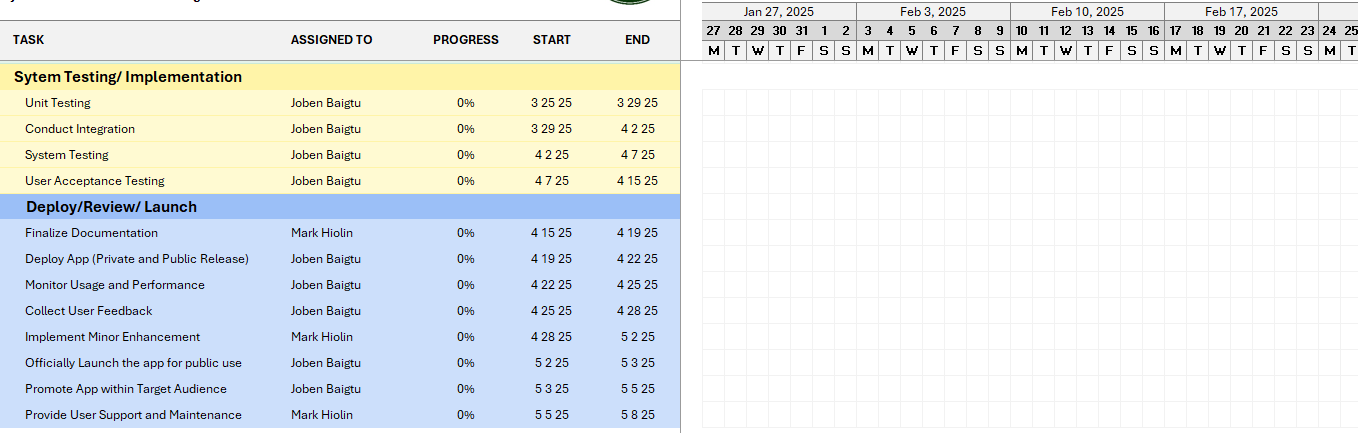 Jan 27, 2025 Feb 3, 2025 Feb 10, 2025 Feb 17, 2025
27 28 29 30 31 1 2 3 4 5 6 7 8 9 10 11 12 13 14 15 16 17 18 19 20 21 22 23 24 25
TASK ASSIGNED TO PROGRESS START END
M T W T F S S M T W T F S S M T W T F S S M T W T F S S M T
Sytem Testing/ Implementation
Unit Testing Joben Baigtu 0% 3 25 25 3 29 25
Conduct Integration Joben Baigtu 0% 3 29 25 4 2 25
System Testing Joben Baigtu 0% 4 2 25 4 7 25
User Acceptance Testing Joben Baigtu 0% 4 7 25 4 15 25
Deploy/Review/ Launch
Finalize Documentation Mark Hiolin 0% 4 15 25 4 19 25
Deploy App (Private and Public Release) Joben Baigtu 0% 4 19 25 4 22 25
Monitor Usage and Performance Joben Baigtu 0% 4 22 25 4 25 25
Collect User Feedback Joben Baigtu 0% 4 25 25 4 28 25
Implement Minor Enhancement Mark Hiolin 0% 4 28 25 5 2 25
Officially Launch the app for public use Joben Baigtu 0% 5 2 25 5 3 25
Promote App within Target Audience Joben Baigtu 0% 5 3 25 5 5 25
Provide User Support and Maintenance Mark Hiolin 0% 5 5 25 5 8 25